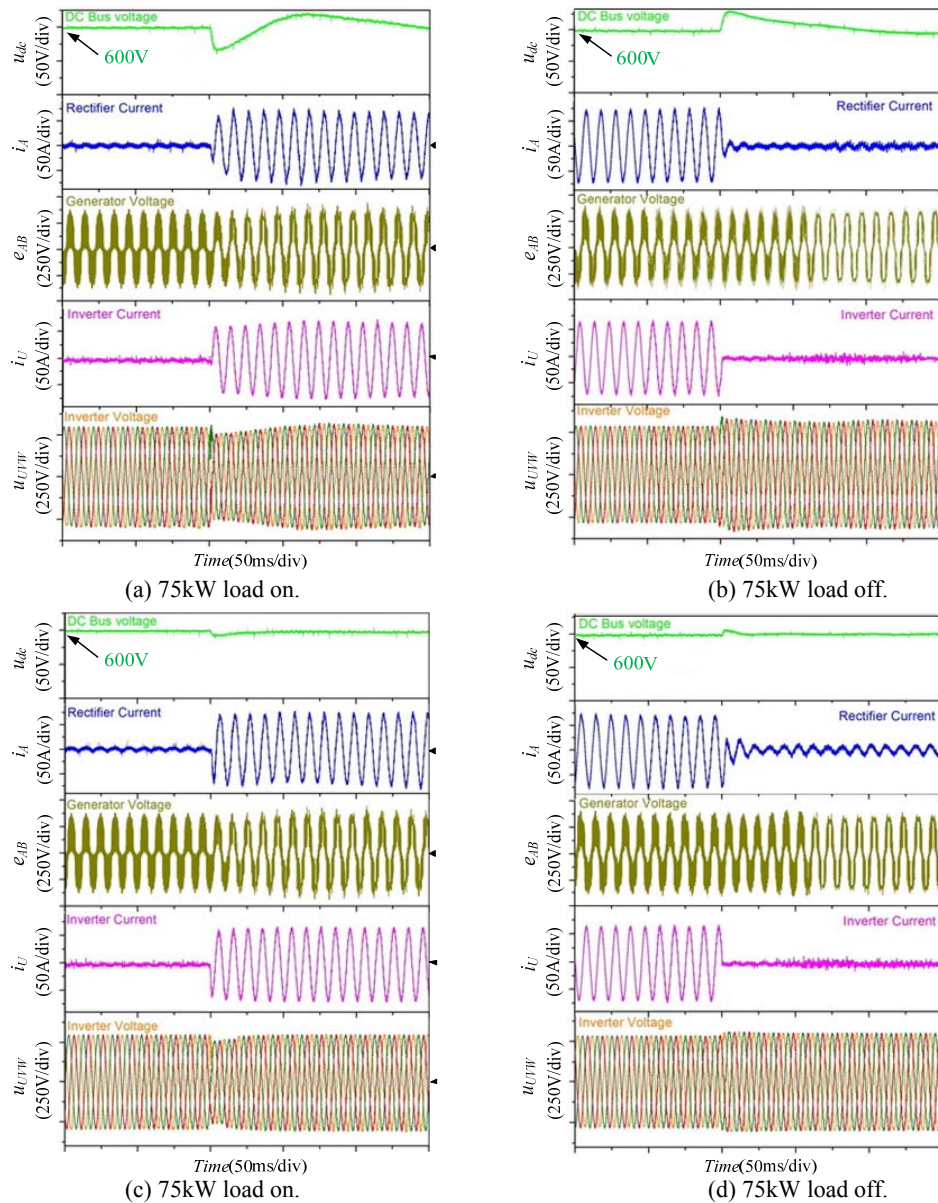 DC Bus voltage
600V
u_dc
(50V/div)
Rectifier Current
i_A
(50A/div)
Generator Voltage
e_AB
(250V/div)
Inverter Current
i_U
(50A/div)
Inverter Voltage
u_UVW
(250V/div)
Time(50ms/div)
(a) 75kW load on.
DC Bus voltage
600V
u_dc
(50V/div)
Rectifier Current
i_A
(50A/div)
Generator Voltage
e_AB
(250V/div)
Inverter Current
i_U
(50A/div)
Inverter Voltage
u_UVW
(250V/div)
Time(50ms/div)
(b) 75kW load off.
DC Bus voltage
600V
u_dc
(50V/div)
Rectifier Current
i_A
(50A/div)
Generator Voltage
e_AB
(250V/div)
Inverter Current
i_U
(50A/div)
Inverter Voltage
u_UVW
(250V/div)
Time(50ms/div)
(c) 75kW load on.
DC Bus voltage
600V
u_dc
(50V/div)
Rectifier Current
i_A
(50A/div)
Generator Voltage
e_AB
(250V/div)
Inverter Current
i_U
(50A/div)
Inverter Voltage
u_UVW
(250V/div)
Time(50ms/div)
(d) 75kW load off.